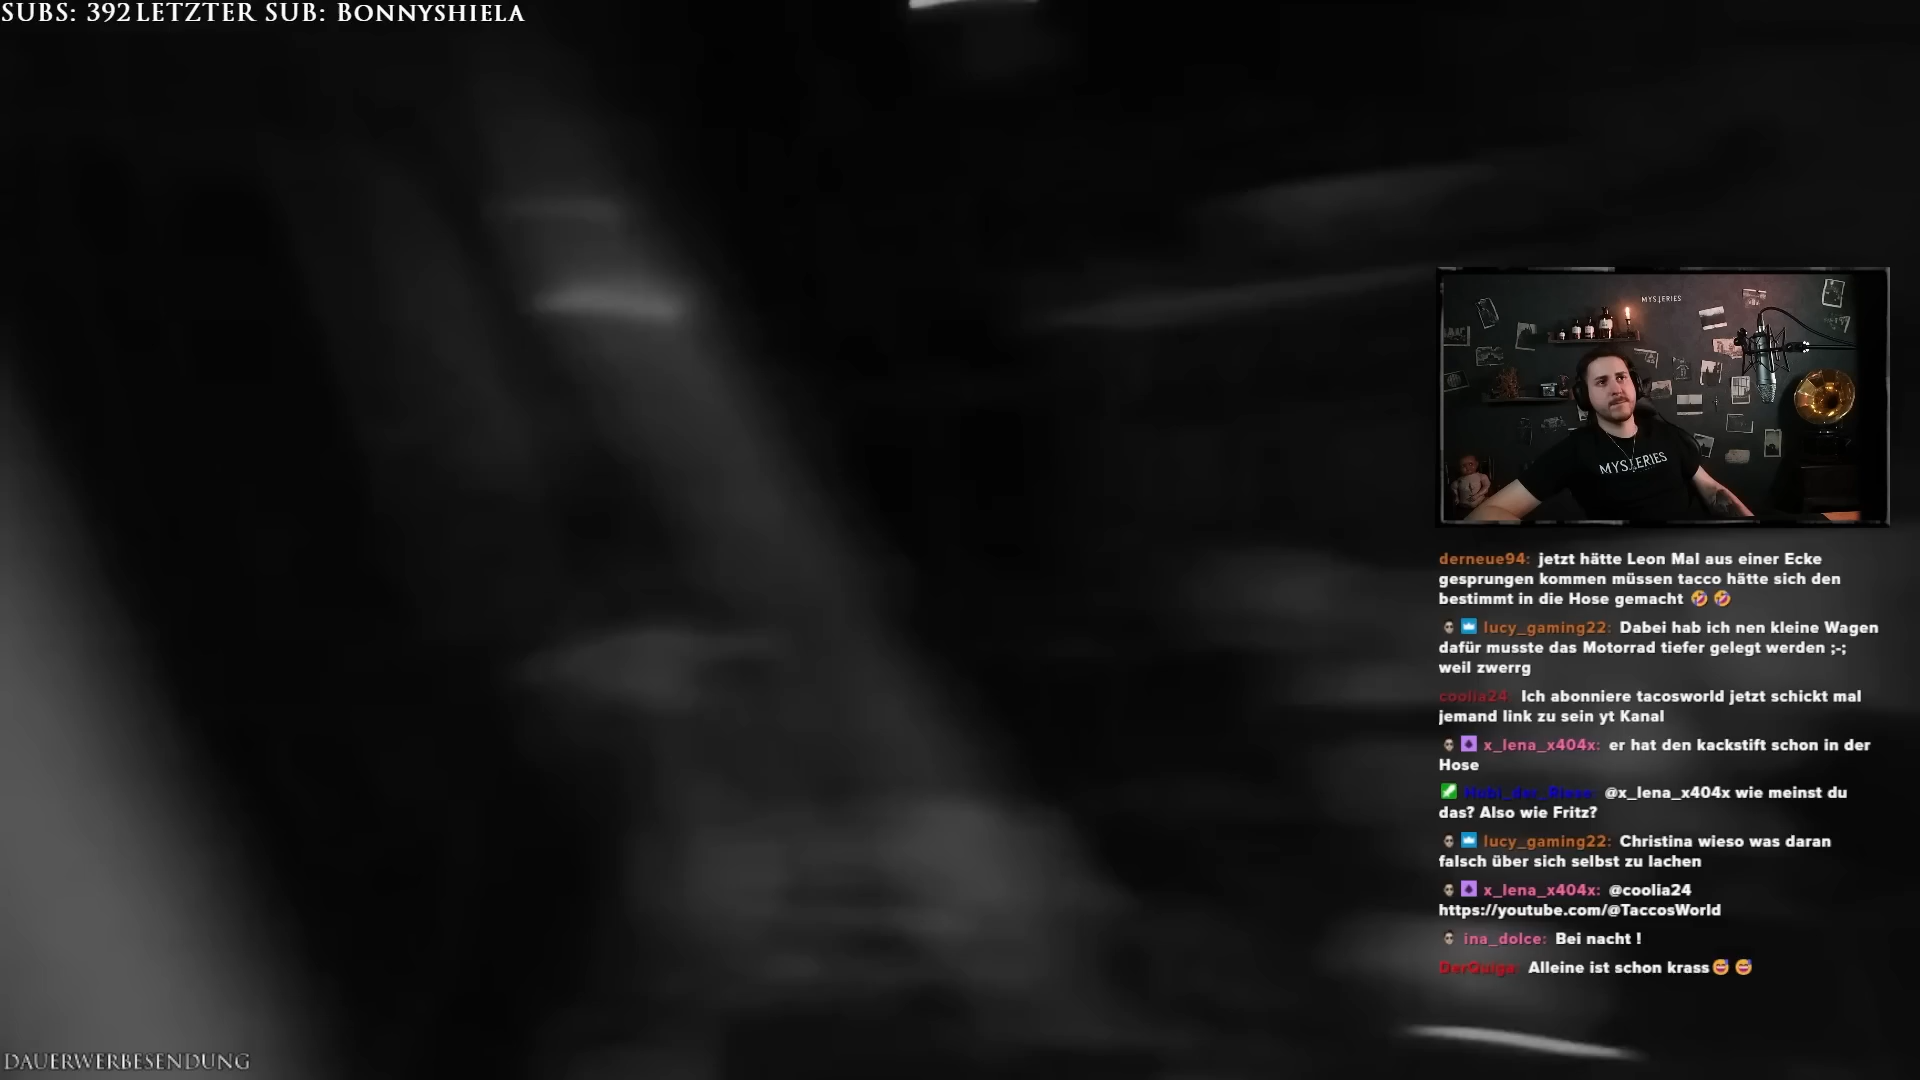 SUBS: 392 LETZTER SUB: BONNYSHIELA
MYSTERIES
MYSTERIES
derneue94: jetzt hätte Leon Mal aus einer Ecke
gesprungen kommen müssen tacco hätte sich den
bestimmt in die Hose gemacht 🤣 🤣
lucy_gaming22: Dabei hab ich nen kleine Wagen
dafür musste das Motorrad tiefer gelegt werden ;-;
weil zwerrg
coolia24: Ich abonniere tacosworld jetzt schickt mal
jemand link zu sein yt Kanal
x_lena_x404x: er hat den kackstift schon in der
Hose
Hobi_der_Riese: @x_lena_x404x wie meinst du
das? Also wie Fritz?
lucy_gaming22: Christina wieso was daran
falsch über sich selbst zu lachen
x_lena_x404x: @coolia24
https://youtube.com/@TaccosWorld
ina_dolce: Bei nacht !
DerQuiga: Alleine ist schon krass😅 😅
DAUERWERBESENDUNG